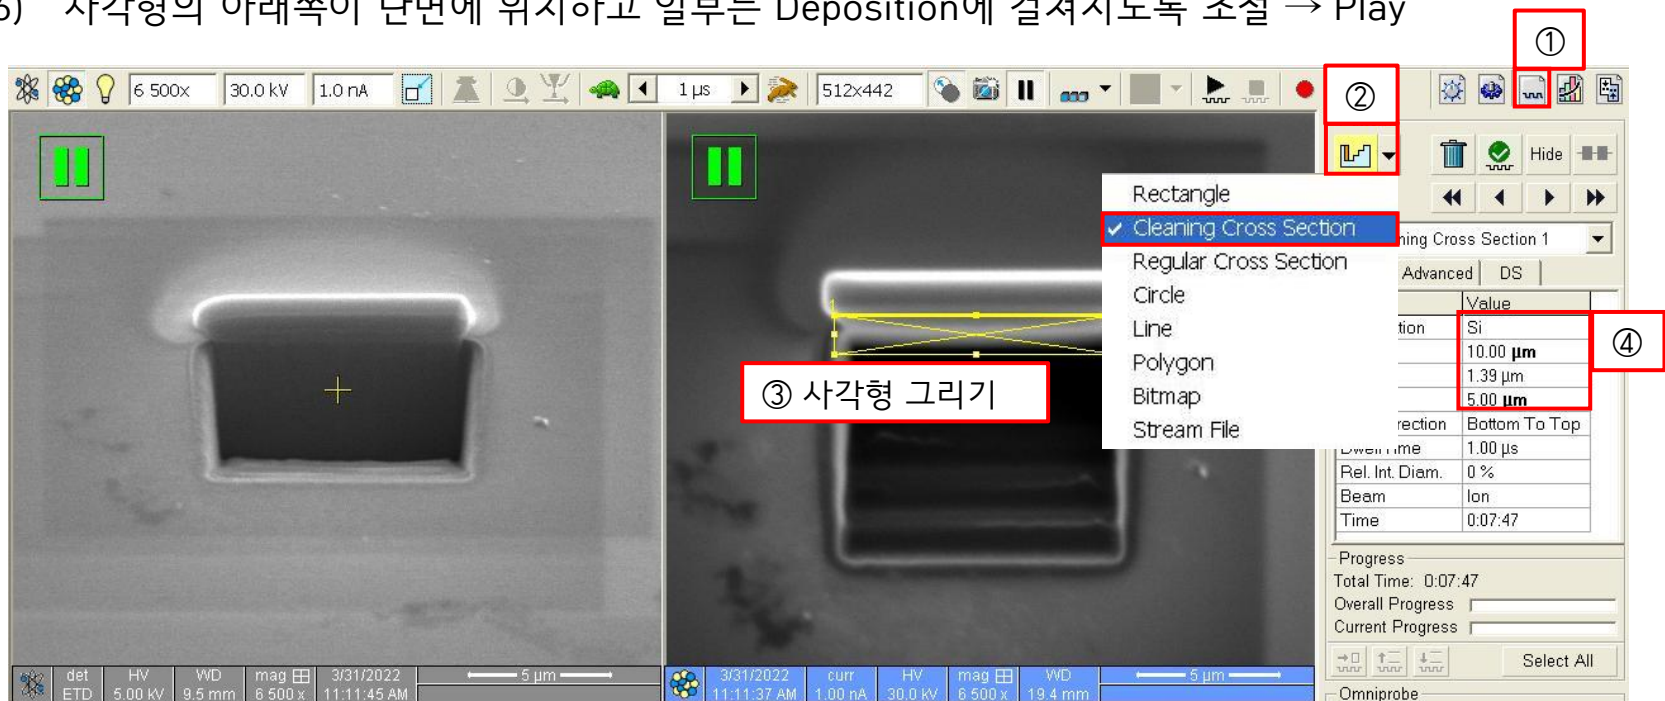 6) 사각형의 아래쪽이 단면에 위치하고 일부는 Deposition에 걸쳐지도록 조절 → Play
①
6 500x 30.0 kV 1.0 nA 1 µs 512x442
②
Hide
Rectangle
Cleaning Cross Section
Regular Cross Section
Circle
Line
Polygon
Bitmap
Stream File
ning Cross Section 1
Advanced DS
Value
tion Si
10.00 µm
1.39 µm
5.00 µm
④
rection Bottom To Top
Dwell Time 1.00 µs
Rel. Int. Diam. 0 %
Beam Ion
Time 0:07:47
③ 사각형 그리기
Progress
Total Time: 0:07:47
Overall Progress
Current Progress
Select All
Omniprobe
det HV WD mag 3/31/2022 5 µm
ETD 5.00 kV 9.5 mm 6 500 x 11:11:45 AM
3/31/2022 curr HV mag WD 5 µm
11:11:37 AM 1.00 nA 30.0 kV 6 500 x 19.4 mm